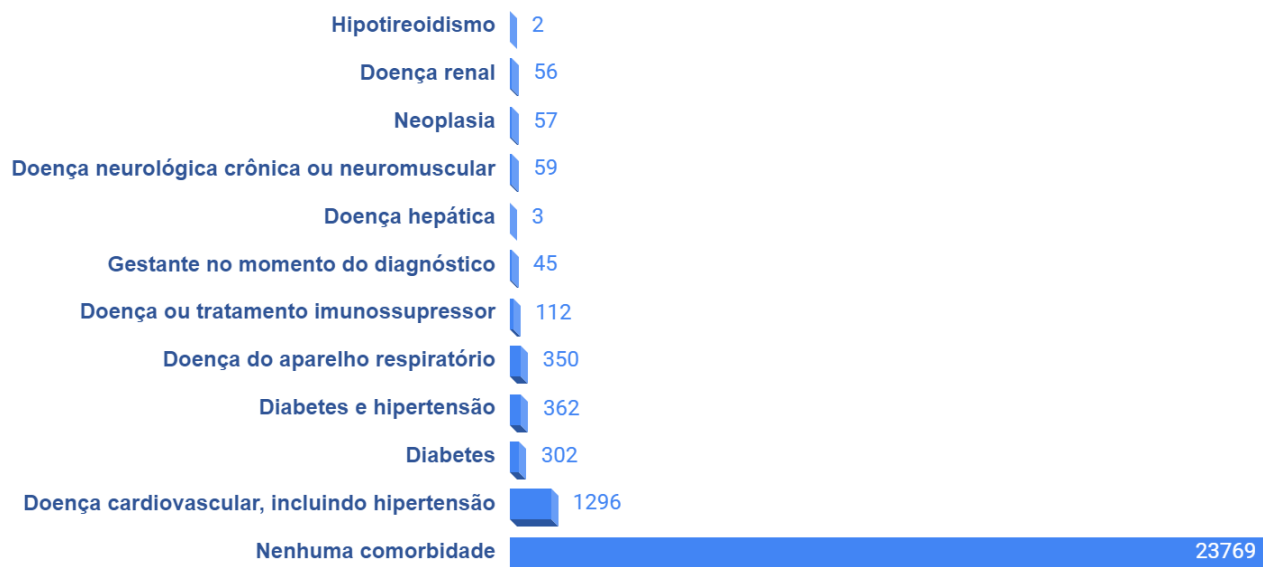 Hipotireoidismo 2
Doença renal 56
Neoplasia 57
Doença neurológica crônica ou neuromuscular 59
Doença hepática 3
Gestante no momento do diagnóstico 45
Doença ou tratamento imunossupressor 112
Doença do aparelho respiratório 350
Diabetes e hipertensão 362
Diabetes 302
Doença cardiovascular, incluindo hipertensão 1296
Nenhuma comorbidade 23769